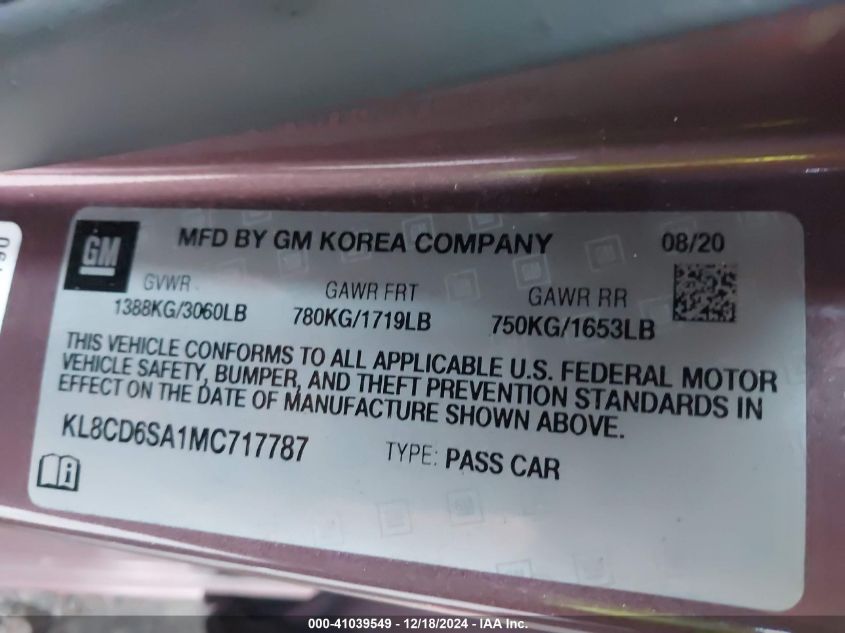 GM
MFD BY GM KOREA COMPANY 08/20
GVWR GAWR FRT GAWR RR
1388KG/3060LB 780KG/1719LB 750KG/1653LB
THIS VEHICLE CONFORMS TO ALL APPLICABLE U.S. FEDERAL MOTOR
VEHICLE SAFETY, BUMPER, AND THEFT PREVENTION STANDARDS IN
EFFECT ON THE DATE OF MANUFACTURE SHOWN ABOVE.
KL8CD6SA1MC717787 TYPE: PASS CAR
000-41039549 - 12/18/2024 - IAA Inc.